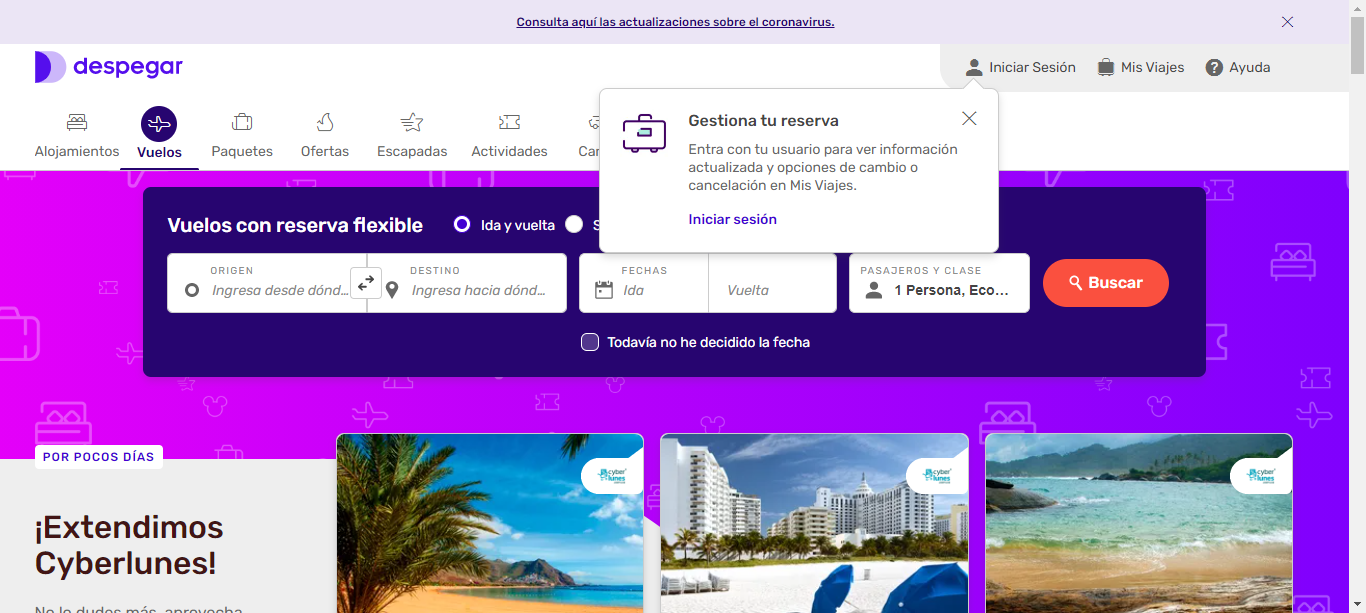 Consulta aquí las actualizaciones sobre el coronavirus.
despegar
Iniciar Sesión
Mis Viajes
Ayuda
Alojamientos
Vuelos
Paquetes
Ofertas
Escapadas
Actividades
Gestiona tu reserva
Entra con tu usuario para ver información
actualizada y opciones de cambio o
cancelación en Mis Viajes.
Iniciar sesión
Vuelos con reserva flexible
Ida y vuelta
ORIGEN
Ingresa desde dónd...
DESTINO
Ingresa hacia dónd...
FECHAS
Ida
Vuelta
PASAJEROS Y CLASE
1 Persona, Eco...
Buscar
Todavía no he decidido la fecha
POR POCOS DÍAS
¡Extendimos
Cyberlunes!
No lo dudes más, aprovecha
cyber
lunes
cyber
lunes
cyber
lunes